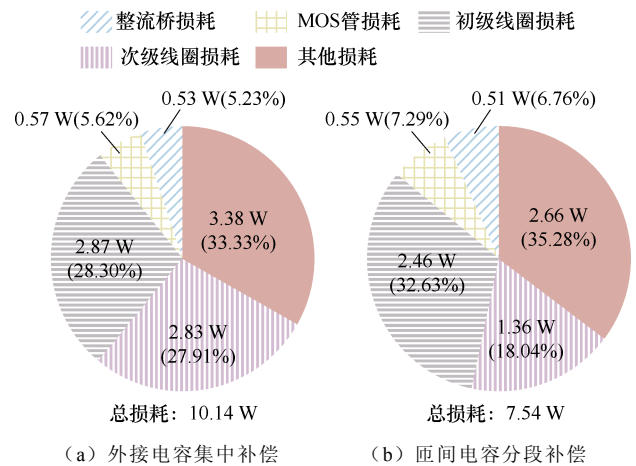 整流桥损耗 MOS管损耗 初级线圈损耗
次级线圈损耗 其他损耗
0.57 W(5.62%)
0.53 W(5.23%)
3.38 W
(33.33%)
2.87 W
(28.30%)
2.83 W
(27.91%)
总损耗：10.14 W
（a）外接电容集中补偿
0.55 W(7.29%)
0.51 W(6.76%)
2.66 W
(35.28%)
2.46 W
(32.63%)
1.36 W
(18.04%)
总损耗：7.54 W
（b）匝间电容分段补偿